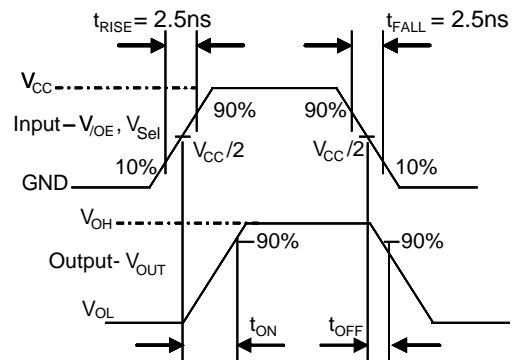 tRISE = 2.5ns
tFALL = 2.5ns
VCC
90%
90%
Input – V/OE , VSel
VCC/2
VCC/2
10%
10%
GND
VOH
90%
90%
Output- VOUT
VOL
tON
tOFF